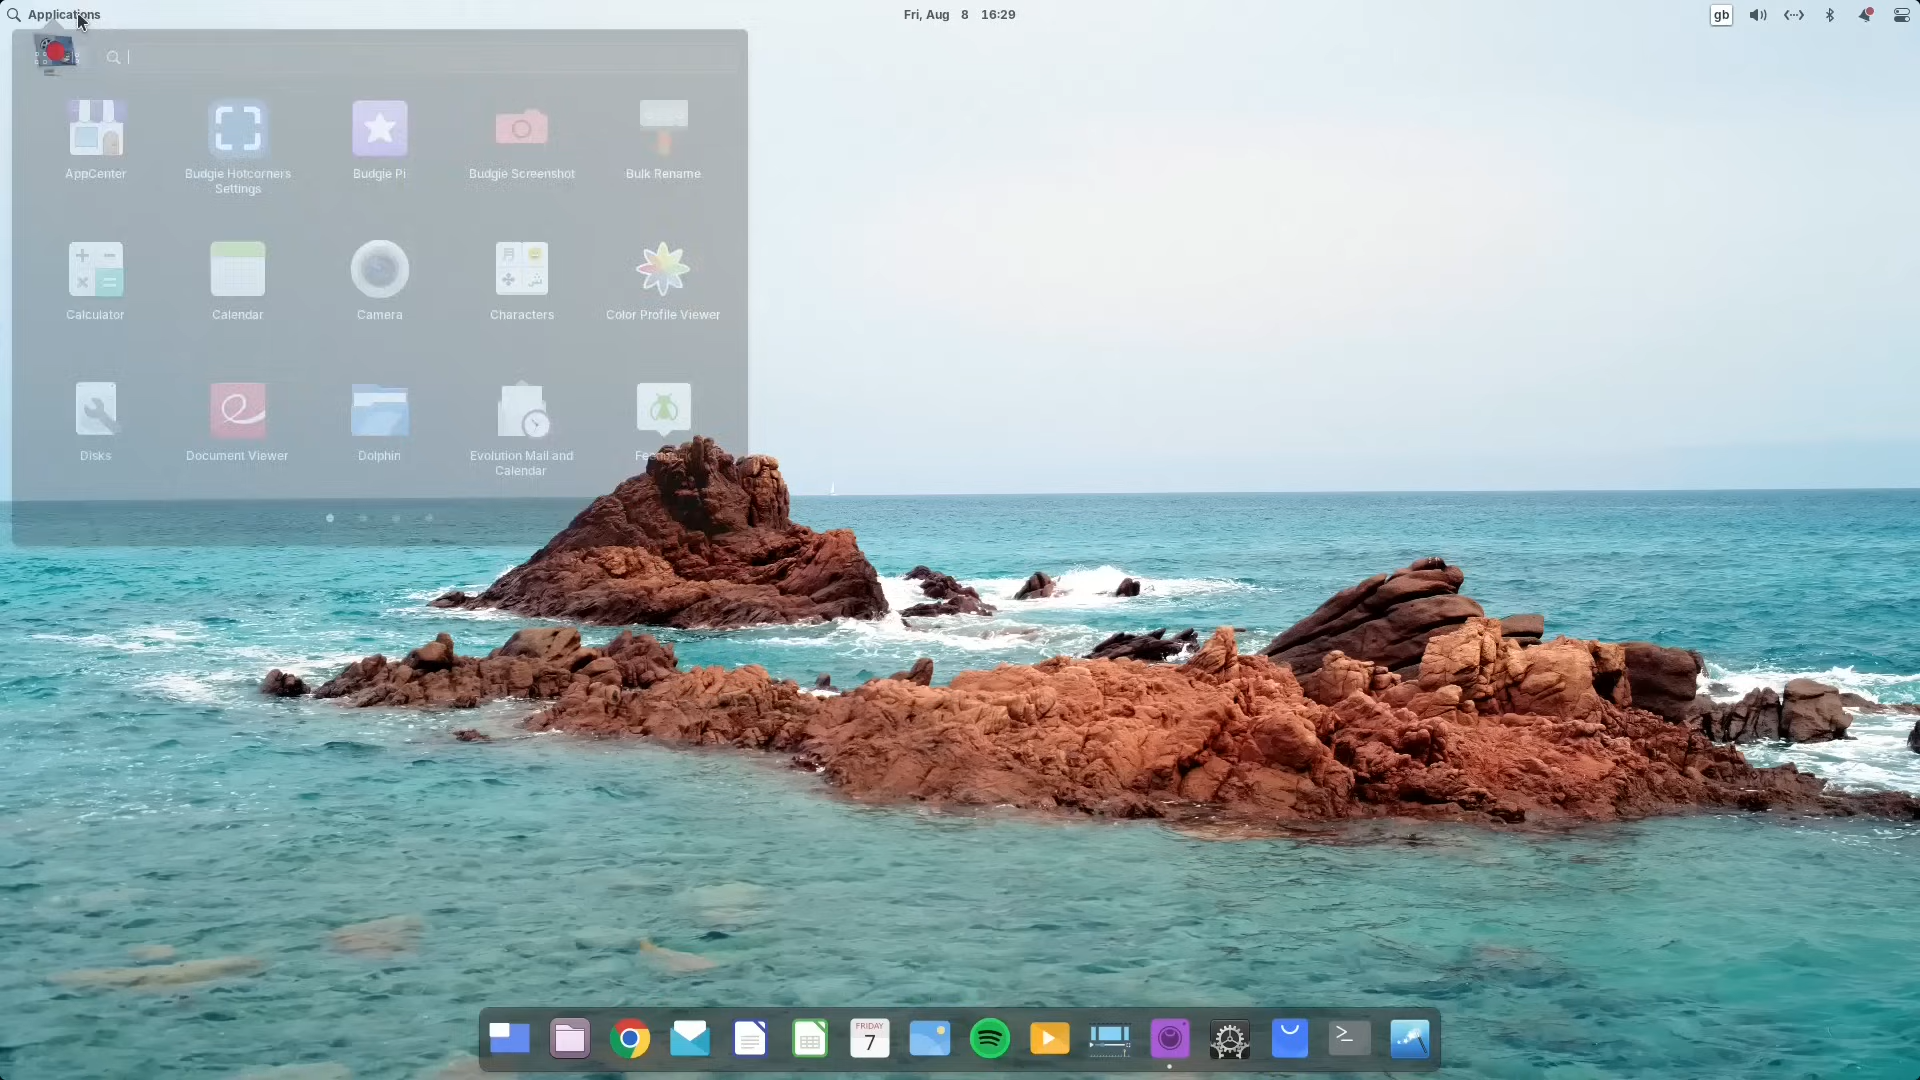 Applications
Fri, Aug 8 16:29
gb
AppCenter
Budgie Hotcorners
Settings
Budgie Pi
Budgie Screenshot
Bulk Rename
Calculator
Calendar
Camera
Characters
Color Profile Viewer
Disks
Document Viewer
Dolphin
Evolution Mail and
Calendar
FRIDAY
7